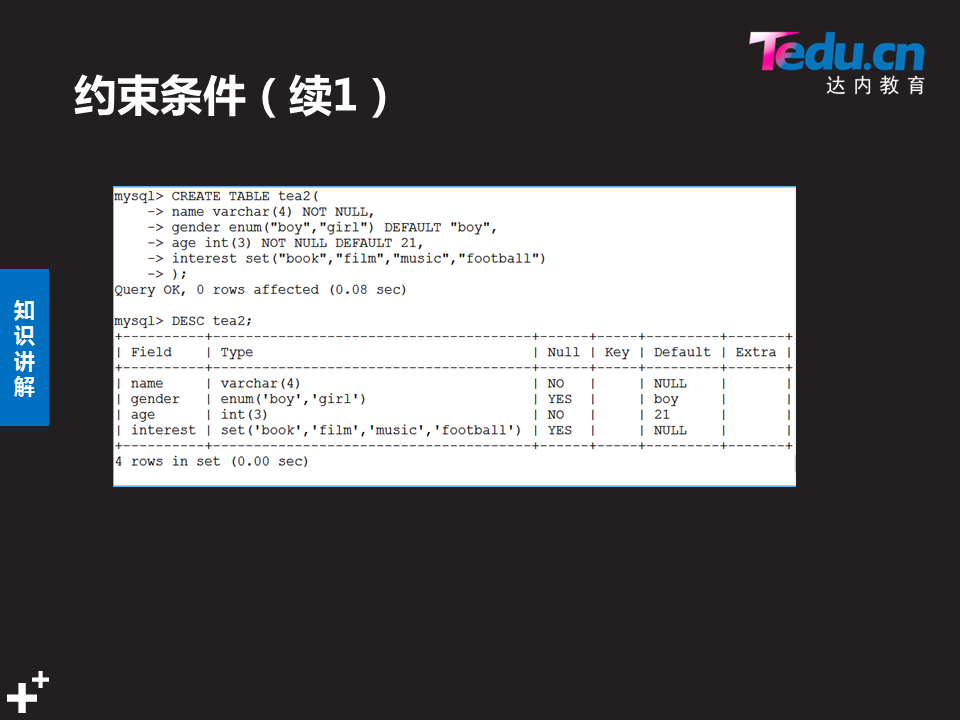 Tedu.cn
达内教育
约束条件（续1）
mysql> CREATE TABLE tea2(
    -> name varchar(4) NOT NULL,
    -> gender enum("boy","girl") DEFAULT "boy",
    -> age int(3) NOT NULL DEFAULT 21,
    -> interest set("book","film","music","football")
    -> );
Query OK, 0 rows affected (0.08 sec)
mysql> DESC tea2;
+----------+---------------------------------------+------+-----+---------+-------+
| Field    | Type                                  | Null | Key | Default | Extra |
+----------+---------------------------------------+------+-----+---------+-------+
| name     | varchar(4)                            | NO   |     | NULL    |       |
| gender   | enum('boy','girl')                    | YES  |     | boy     |       |
| age      | int(3)                                | NO   |     | 21      |       |
| interest | set('book','film','music','football') | YES  |     | NULL    |       |
+----------+---------------------------------------+------+-----+---------+-------+
4 rows in set (0.00 sec)
知识讲解